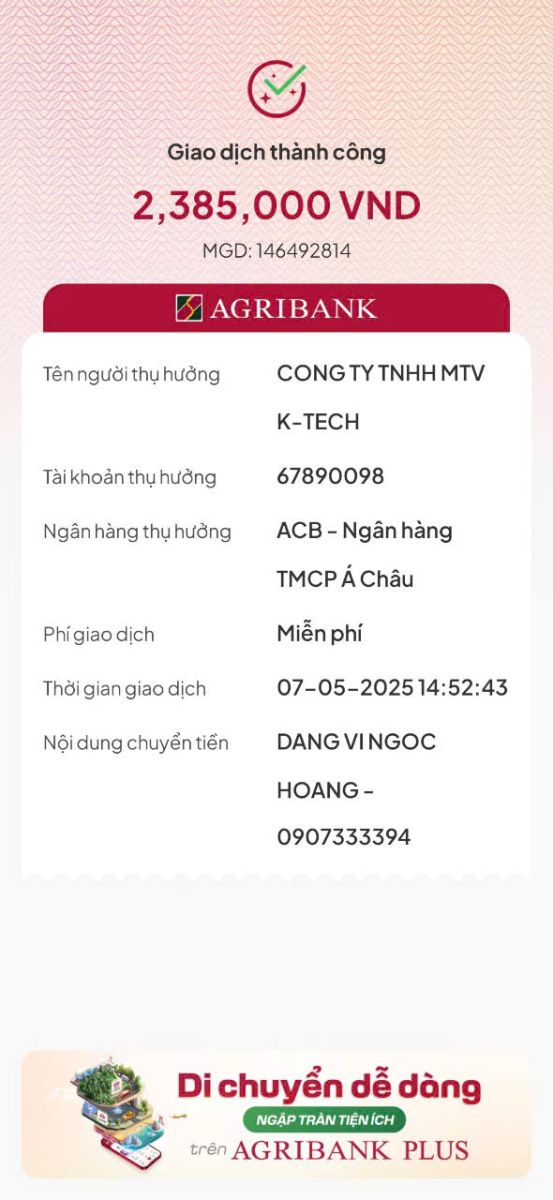 Giao dịch thành công
2,385,000 VND
MGD: 146492814
AGRIBANK
Tên người thụ hưởng CONG TY TNHH MTV
K-TECH
Tài khoản thụ hưởng 67890098
Ngân hàng thụ hưởng ACB - Ngân hàng
TMCP Á Châu
Phí giao dịch Miễn phí
Thời gian giao dịch 07-05-2025 14:52:43
Nội dung chuyển tiền DANG VI NGOC
HOANG -
0907333394
Di chuyển dễ dàng
NGẬP TRÀN TIỆN ÍCH
trên AGRIBANK PLUS